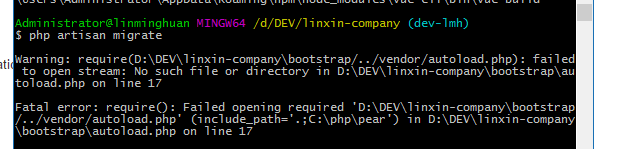 Administrator@linminghuan MINGW64 /d/DEV/linxin-company (dev-lmh)
$ php artisan migrate
Warning: require(D:\DEV\linxin-company\bootstrap/../vendor/autoload.php): failed
to open stream: No such file or directory in D:\DEV\linxin-company\bootstrap\au
toload.php on line 17
Fatal error: require(): Failed opening required 'D:\DEV\linxin-company\bootstrap
/../vendor/autoload.php' (include_path='.;C:\php\pear') in D:\DEV\linxin-company
\bootstrap\autoload.php on line 17